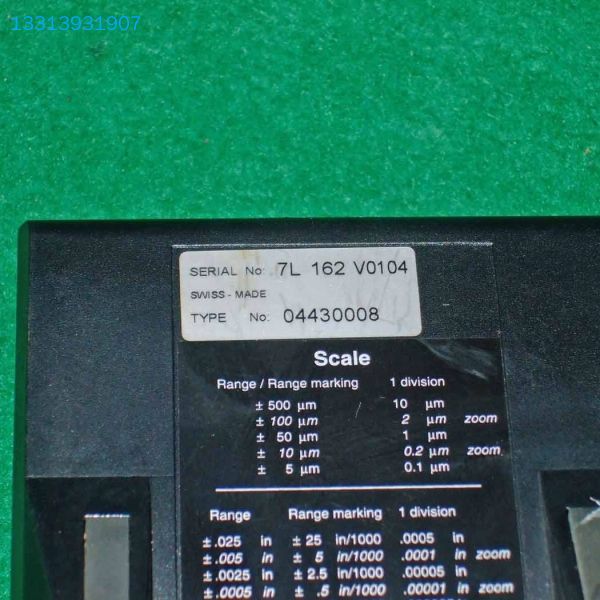 13313931907
SERIAL No: 7L 162 V0104
SWISS - MADE
TYPE No: 04430008
Scale
Range / Range marking 1 division
± 500 µm 10 µm
± 100 µm 2 µm zoom
± 50 µm 1 µm
± 10 µm 0.2 µm zoom
± 5 µm 0.1 µm
Range Range marking 1 division
±.025 in ± 25 in/1000 .0005 in
±.005 in ± 5 in/1000 .0001 in zoom
±.0025 in ± 2.5 in/1000 .00005 in
±.0005 in ± .5 in/1000 .00001 in zoom